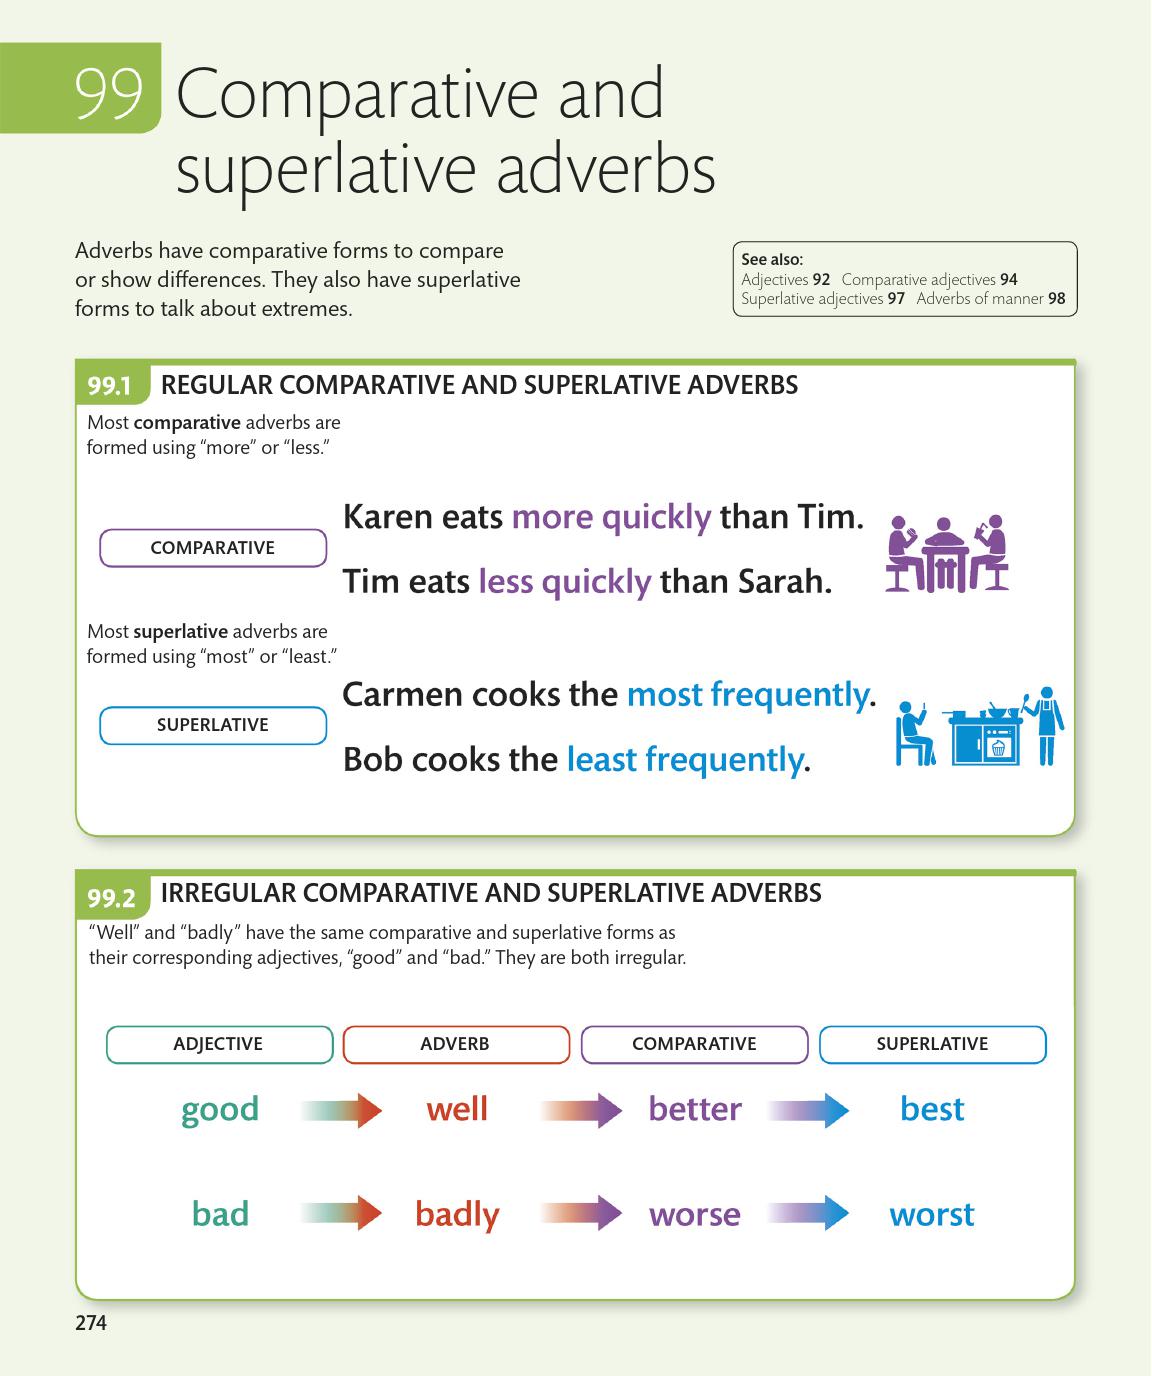 99 Comparative and
superlative adverbs
Adverbs have comparative forms to compare
or show differences. They also have superlative
forms to talk about extremes.
See also:
Adjectives 92 Comparative adjectives 94
Superlative adjectives 97 Adverbs of manner 98
99.1 REGULAR COMPARATIVE AND SUPERLATIVE ADVERBS
Most comparative adverbs are
formed using “more” or “less.”
COMPARATIVE
Karen eats more quickly than Tim.
Tim eats less quickly than Sarah.
Most superlative adverbs are
formed using “most” or “least.”
SUPERLATIVE
Carmen cooks the most frequently.
Bob cooks the least frequently.
99.2 IRREGULAR COMPARATIVE AND SUPERLATIVE ADVERBS
“Well” and “badly” have the same comparative and superlative forms as
their corresponding adjectives, “good” and “bad.” They are both irregular.
ADJECTIVE ADVERB COMPARATIVE SUPERLATIVE
good well better best
bad badly worse worst
274